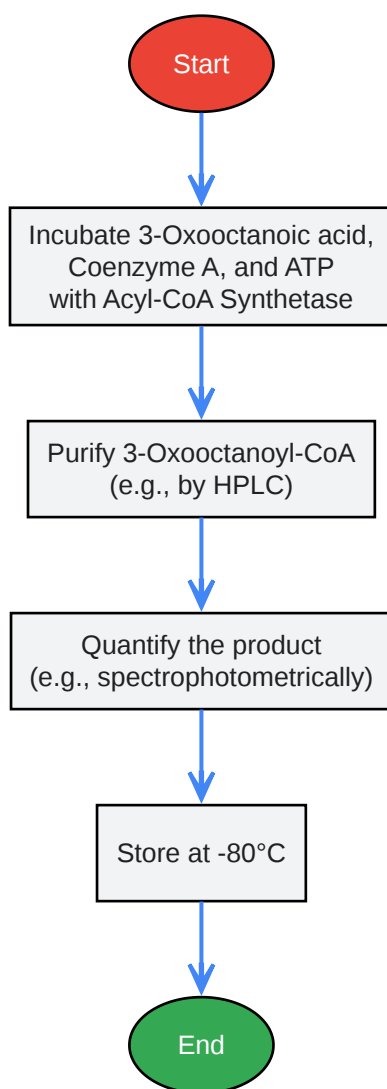 Start
Incubate 3-Oxooctanoic acid,
Coenzyme A, and ATP
with Acyl-CoA Synthetase
Purify 3-Oxooctanoyl-CoA
(e.g., by HPLC)
Quantify the product
(e.g., spectrophotometrically)
Store at -80°C
End